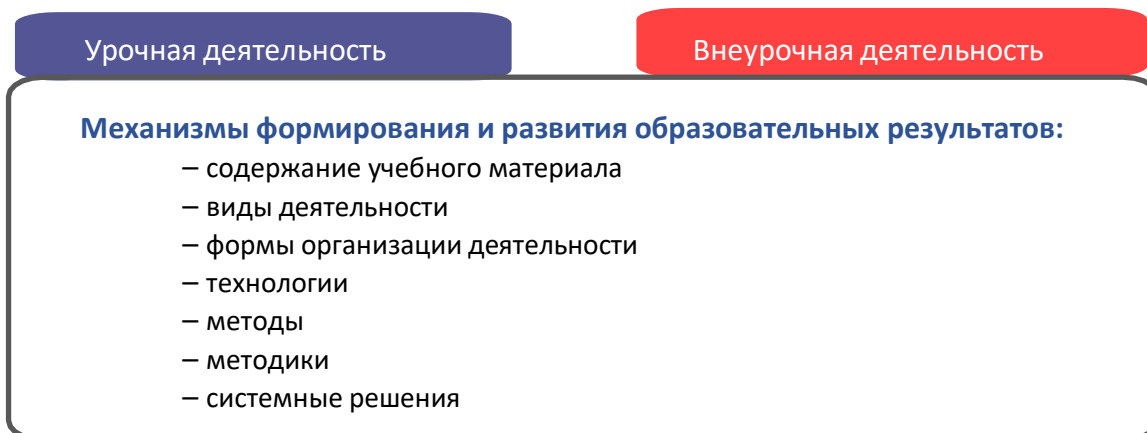 Урочная деятельность
Внеурочная деятельность
Механизмы формирования и развития образовательных результатов:
– содержание учебного материала
– виды деятельности
– формы организации деятельности
– технологии
– методы
– методики
– системные решения